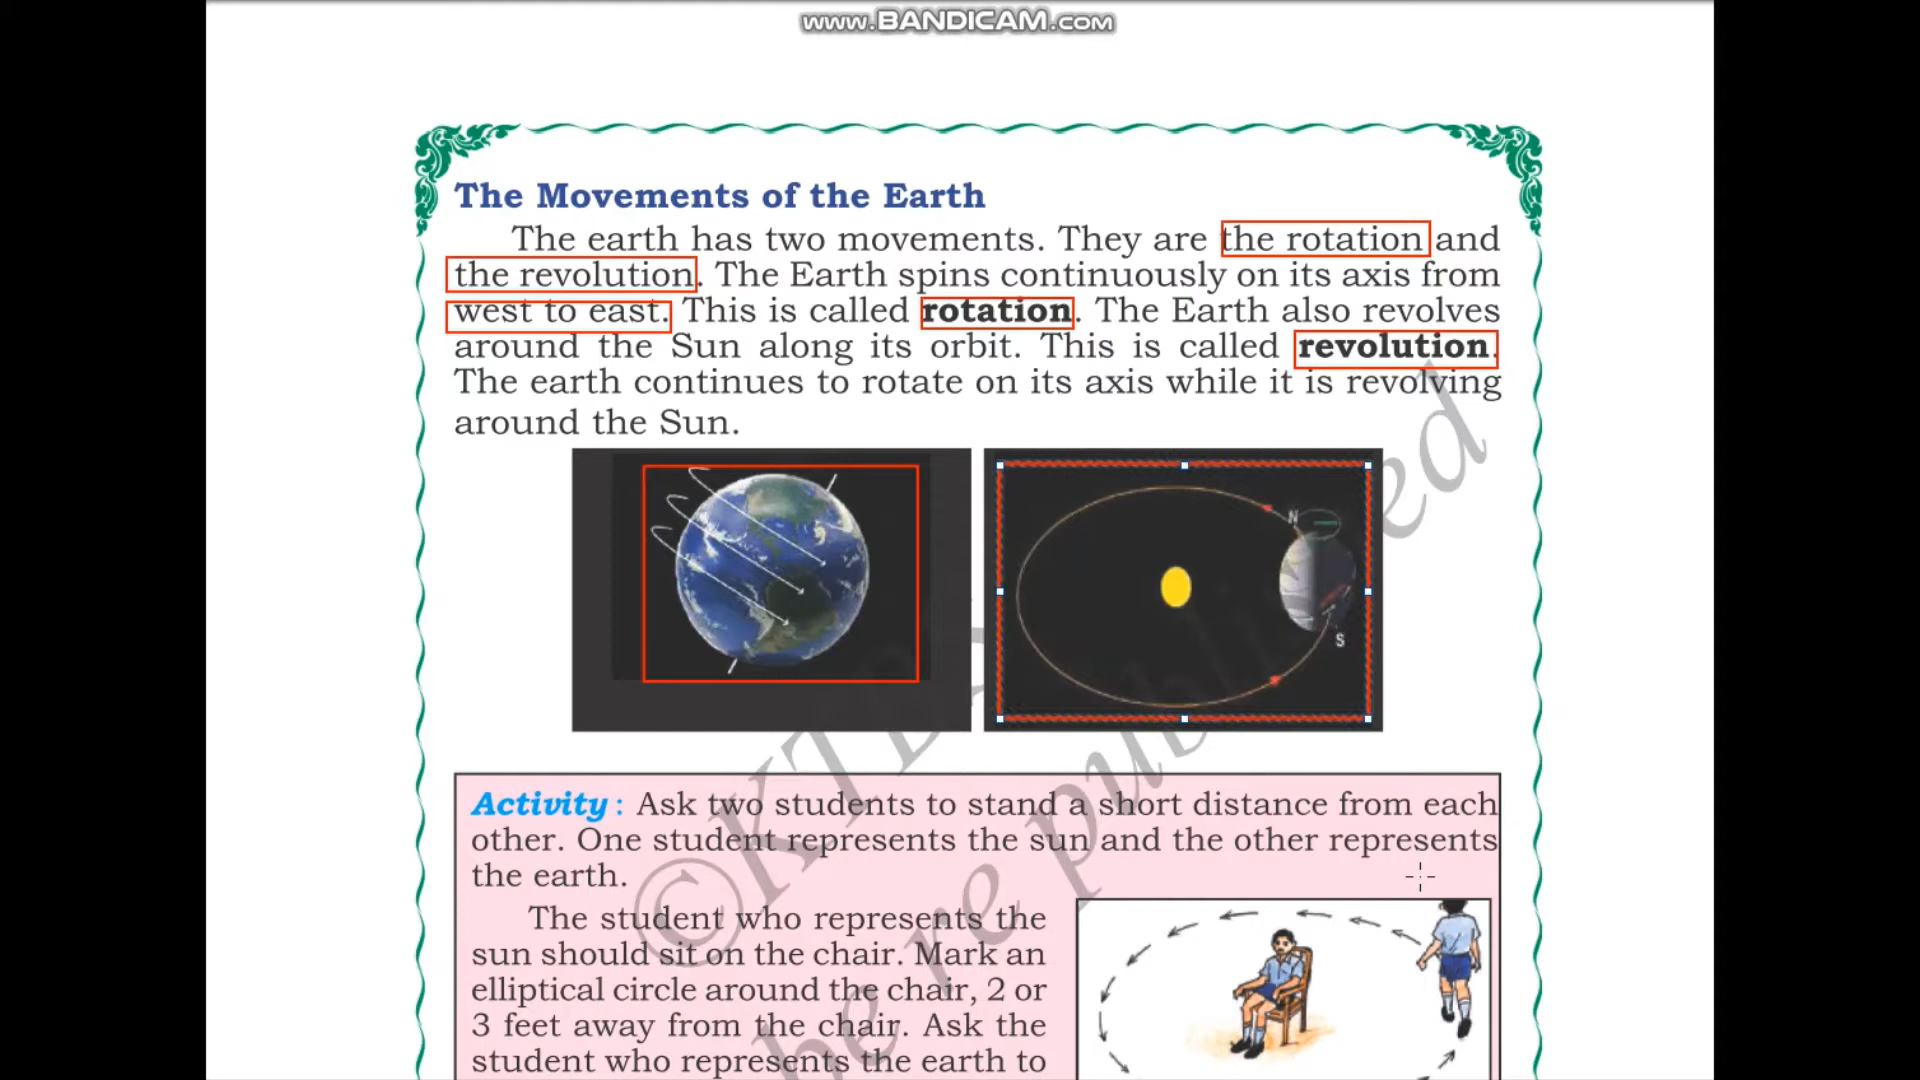 www.BANDICAM.com
The Movements of the Earth
The earth has two movements. They are the rotation and
the revolution. The Earth spins continuously on its axis from
west to east. This is called rotation. The Earth also revolves
around the Sun along its orbit. This is called revolution.
The earth continues to rotate on its axis while it is revolving
around the Sun.
N
S
Activity : Ask two students to stand a short distance from each
other. One student represents the sun and the other represents
the earth.
The student who represents the
sun should sit on the chair. Mark an
elliptical circle around the chair, 2 or
3 feet away from the chair. Ask the
student who represents the earth to
be republished